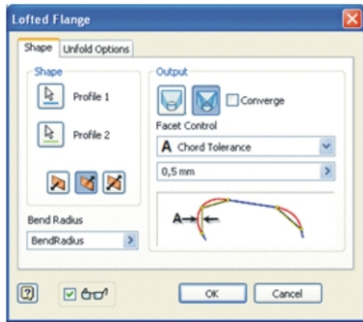 Lofted Flange
Shape Unfold Options
Shape
Profile 1
Profile 2
Bend Radius
BendRadius
Output
Converge
Facet Control
A Chord Tolerance
0,5 mm
A
OK Cancel